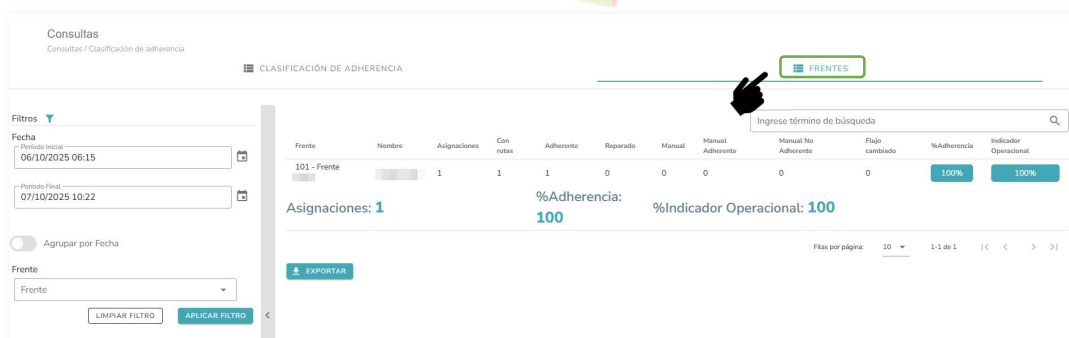 Consultas
Consultas / Clasificación de adherencia
CLASIFICACIÓN DE ADHERENCIA
FRENTES
Filtros
Fecha
Período Inicial
06/10/2025 06:15
Período Final
07/10/2025 10:22
Agrupar por Fecha
Frente
Frente
LIMPIAR FILTRO APLICAR FILTRO
Ingrese término de búsqueda
Frente Nombre Asignaciones Con rutas Adherente Reparado Manual Manual Adherente Manual No Adherente Flujo cambiado %Adherencia Indicador Operacional
101 - Frente 1 1 1 0 0 0 0 0 100% 100%
Asignaciones: 1 %Adherencia: 100 %Indicador Operacional: 100
Filas por página: 10 1-1 de 1
EXPORTAR